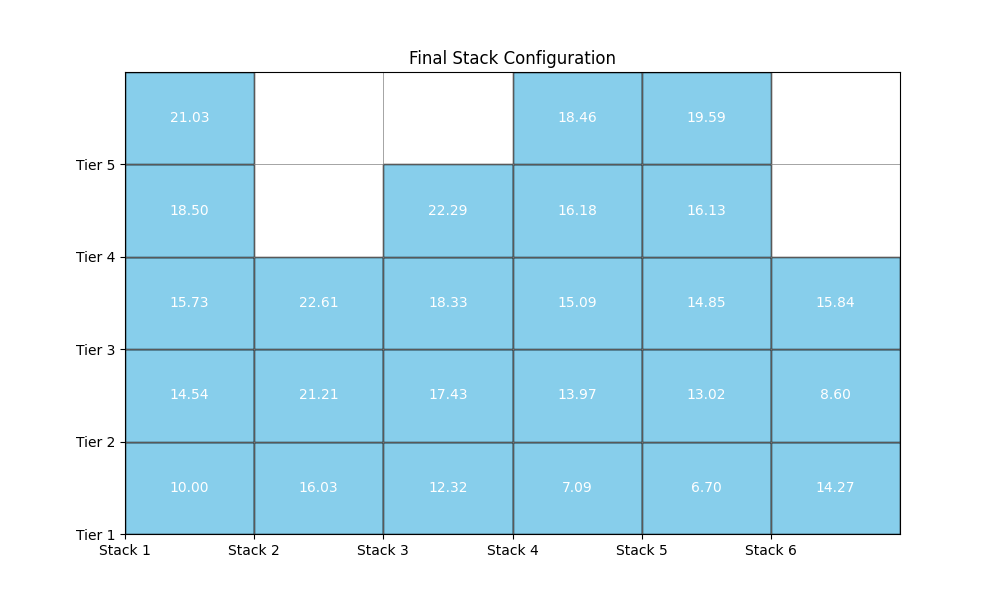 Final Stack Configuration
21.03 18.46 19.59
Tier 5
18.50 22.29 16.18 16.13
Tier 4
15.73 22.61 18.33 15.09 14.85 15.84
Tier 3
14.54 21.21 17.43 13.97 13.02 8.60
Tier 2
10.00 16.03 12.32 7.09 6.70 14.27
Tier 1
Stack 1 Stack 2 Stack 3 Stack 4 Stack 5 Stack 6